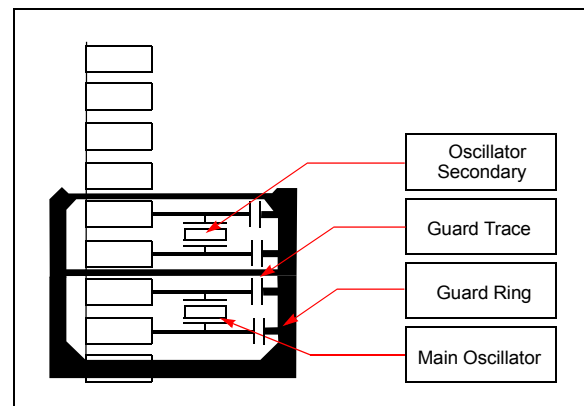 Oscillator
Secondary
Guard Trace
Guard Ring
Main Oscillator